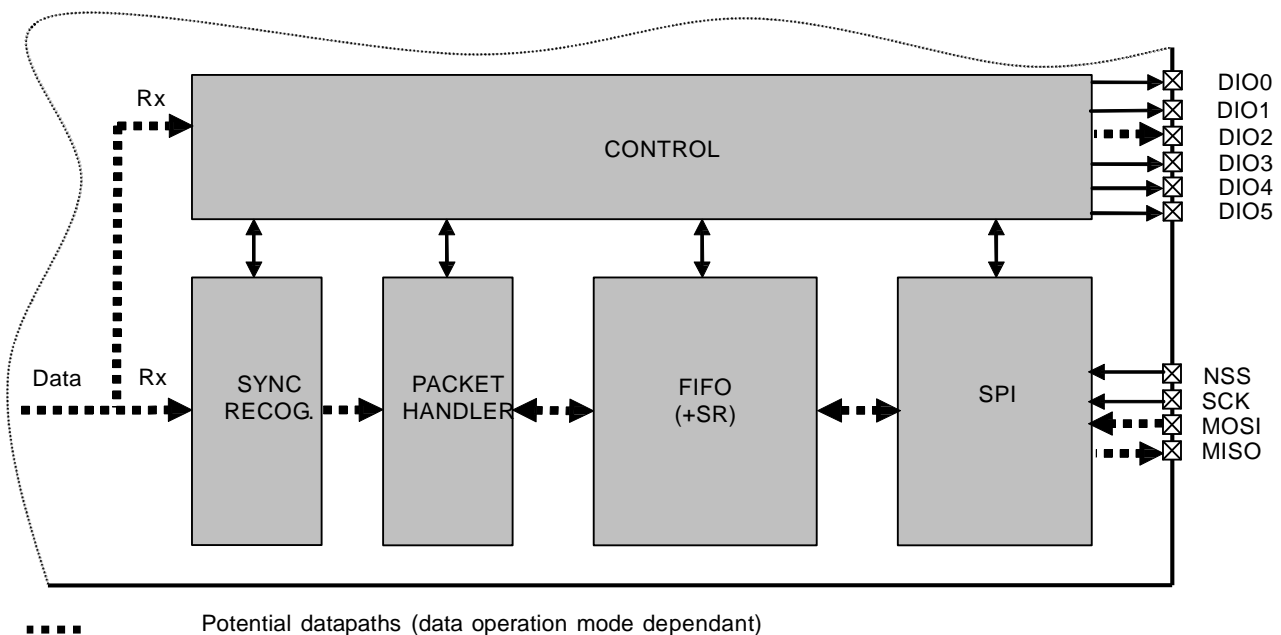 Rx
CONTROL
DIO0
DIO1
DIO2
DIO3
DIO4
DIO5
Data
Rx
SYNC
RECOG.
PACKET
HANDLER
FIFO
(+SR)
SPI
NSS
SCK
MOSI
MISO
Potential datapaths (data operation mode dependant)